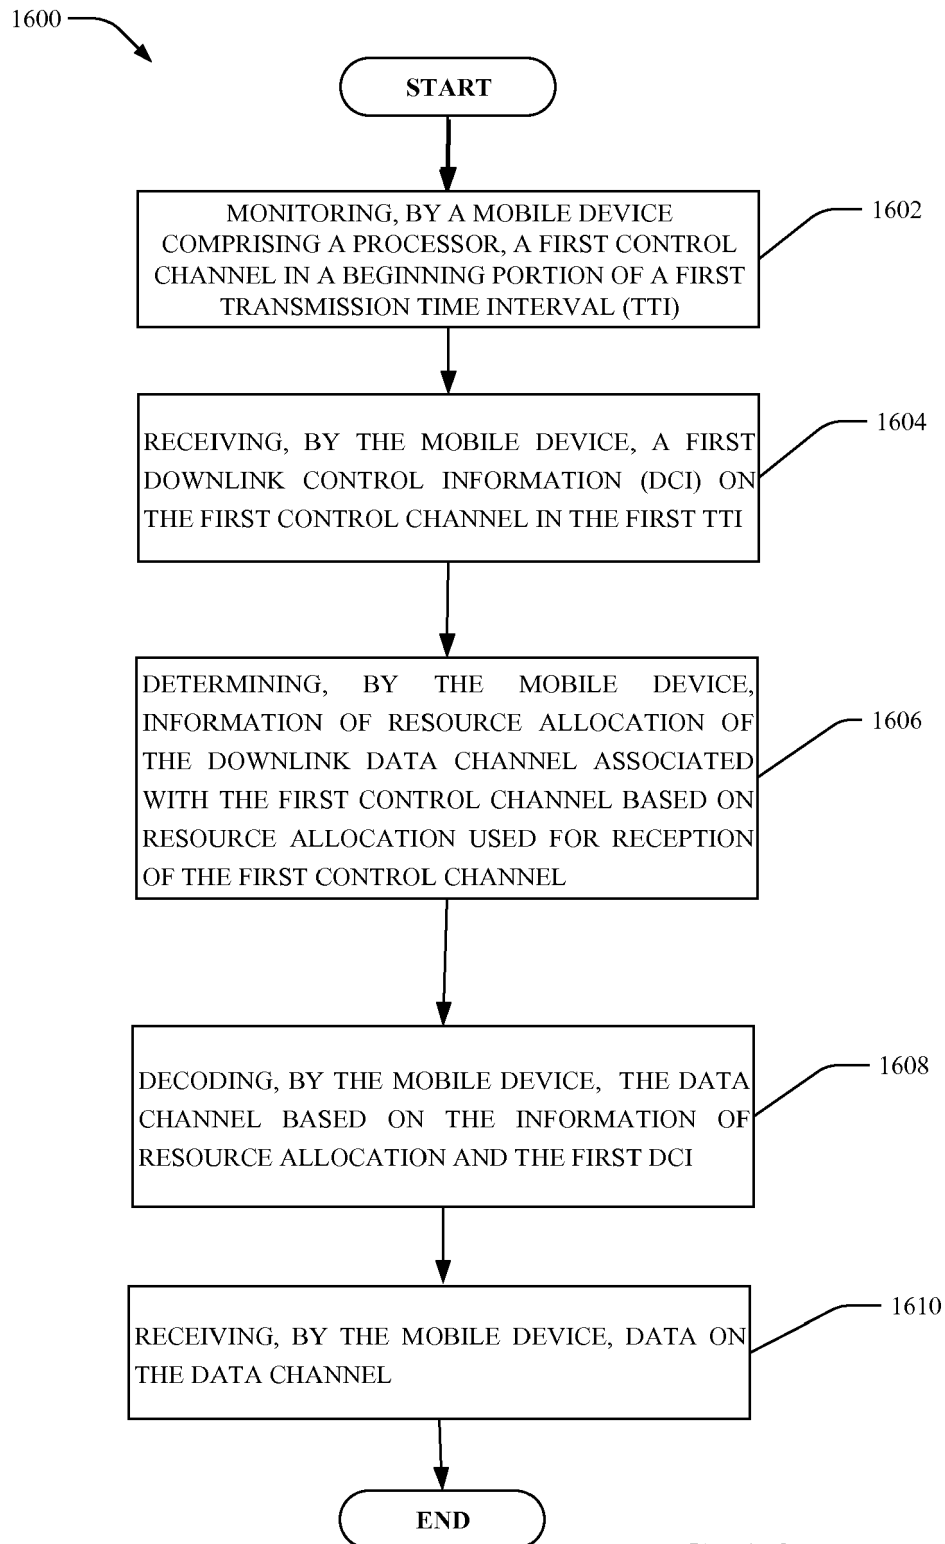 1600
START
MONITORING, BY A MOBILE DEVICE
COMPRISING A PROCESSOR, A FIRST CONTROL
CHANNEL IN A BEGINNING PORTION OF A FIRST
TRANSMISSION TIME INTERVAL (TTI)
1602
RECEIVING, BY THE MOBILE DEVICE, A FIRST
DOWNLINK CONTROL INFORMATION (DCI) ON
THE FIRST CONTROL CHANNEL IN THE FIRST TTI
1604
DETERMINING, BY THE MOBILE DEVICE,
INFORMATION OF RESOURCE ALLOCATION OF
THE DOWNLINK DATA CHANNEL ASSOCIATED
WITH THE FIRST CONTROL CHANNEL BASED ON
RESOURCE ALLOCATION USED FOR RECEPTION
OF THE FIRST CONTROL CHANNEL
1606
DECODING, BY THE MOBILE DEVICE, THE DATA
CHANNEL BASED ON THE INFORMATION OF
RESOURCE ALLOCATION AND THE FIRST DCI
1608
RECEIVING, BY THE MOBILE DEVICE, DATA ON
THE DATA CHANNEL
1610
END